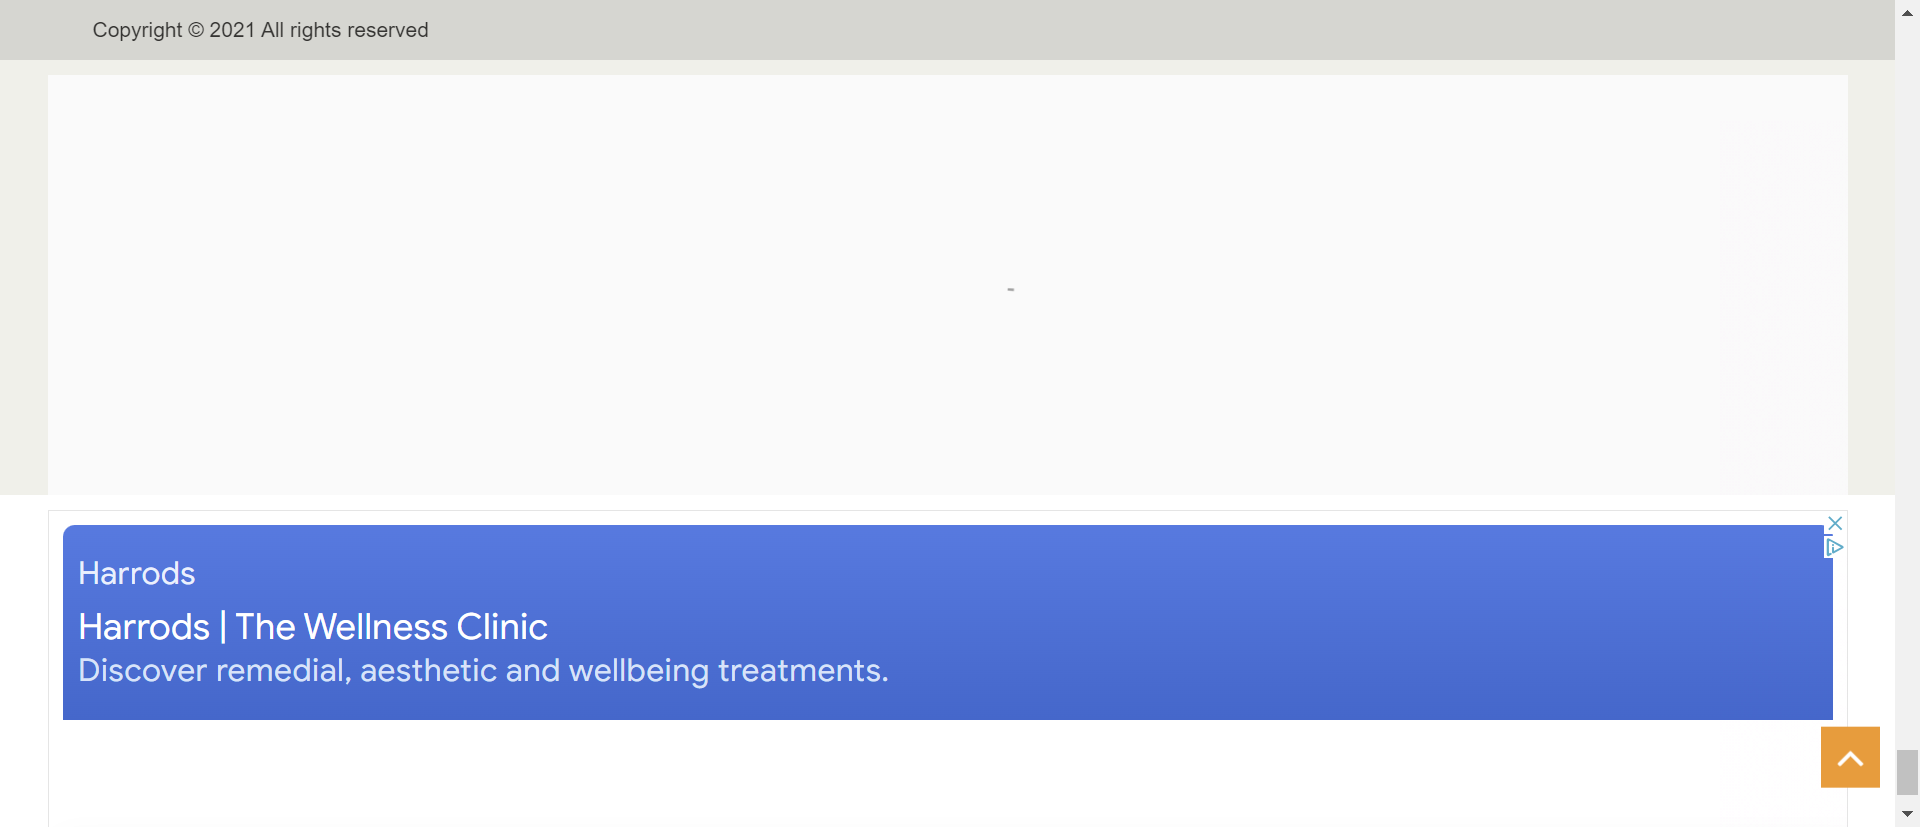 Copyright © 2021 All rights reserved
-
Harrods
Harrods | The Wellness Clinic
Discover remedial, aesthetic and wellbeing treatments.